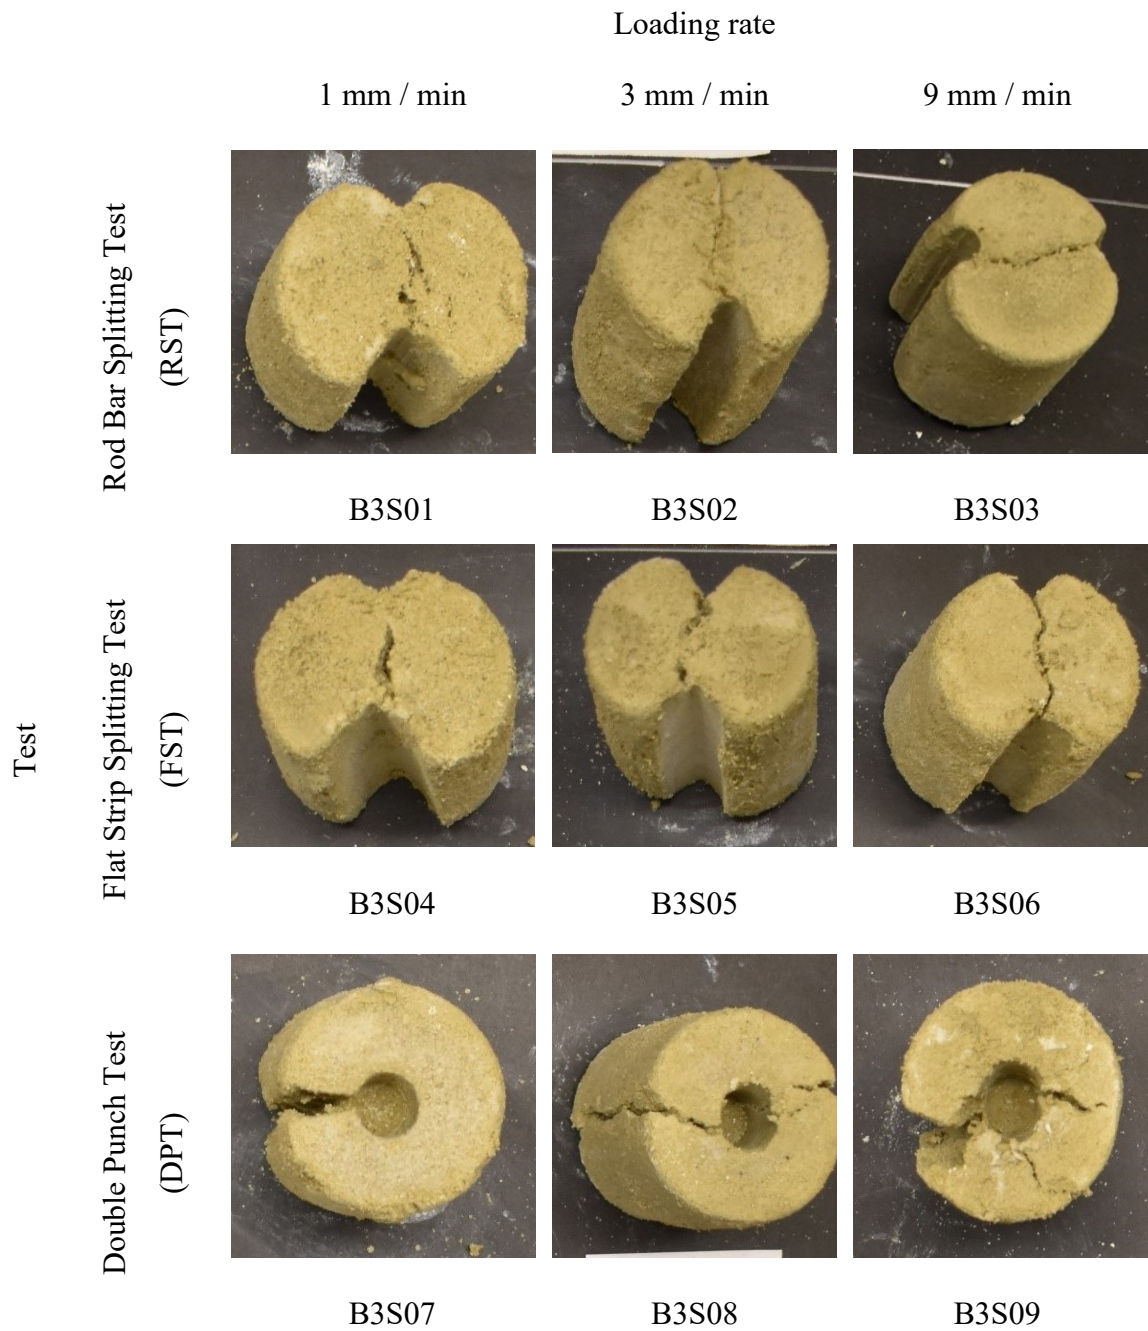 Loading rate
1 mm / min
3 mm / min
9 mm / min
Test
Rod Bar Splitting Test
(RST)
B3S01
B3S02
B3S03
Flat Strip Splitting Test
(FST)
B3S04
B3S05
B3S06
Double Punch Test
(DPT)
B3S07
B3S08
B3S09